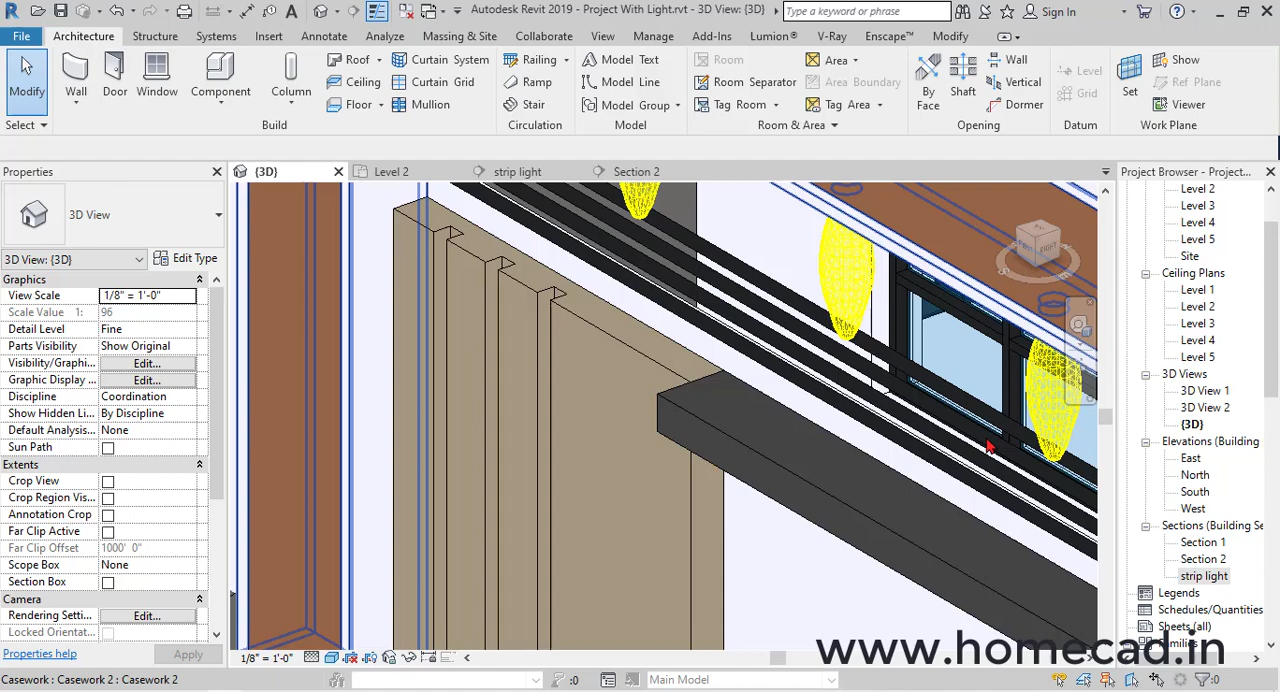 Autodesk Revit 2019 - Project With Light.rvt - 3D View: {3D}
Type a keyword or phrase
Sign In
File Architecture Structure Systems Insert Annotate Analyze Massing & Site Collaborate View Manage Add-Ins Lumion® V-Ray Enscape™ Modify
Modify Wall Door Window Component Column
Roof Curtain System Railing Model Text Room Area Wall Level Show
Ceiling Curtain Grid Ramp Model Line Room Separator Area Boundary By Face Shaft Vertical Grid Set Ref Plane
Floor Mullion Stair Model Group Tag Room Tag Area Dormer Viewer
Select Build Circulation Model Room & Area Opening Datum Work Plane
Properties
{3D} Level 2 strip light Section 2
Project Browser - Project...
3D View
3D View: {3D} Edit Type
Graphics
View Scale 1/8" = 1'-0"
Scale Value 1: 96
Detail Level Fine
Parts Visibility Show Original
Visibility/Graphi... Edit...
Graphic Display ... Edit...
Discipline Coordination
Show Hidden Li... By Discipline
Default Analysis... None
Sun Path
Extents
Crop View
Crop Region Vis...
Annotation Crop
Far Clip Active
Far Clip Offset 1000' 0"
Scope Box None
Section Box
Camera
Rendering Setti... Edit...
Locked Orientat...
Properties help Apply
RIGHT
Level 2
Level 3
Level 4
Level 5
Site
Ceiling Plans
Level 1
Level 2
Level 3
Level 4
Level 5
3D Views
3D View 1
3D View 2
{3D}
Elevations (Building
East
North
South
West
Sections (Building Se
Section 1
Section 2
strip light
Legends
Schedules/Quantities
Sheets (all)
Families
1/8" = 1'-0"
www.homecad.in
Casework : Casework 2 : Casework 2
:0 Main Model :0